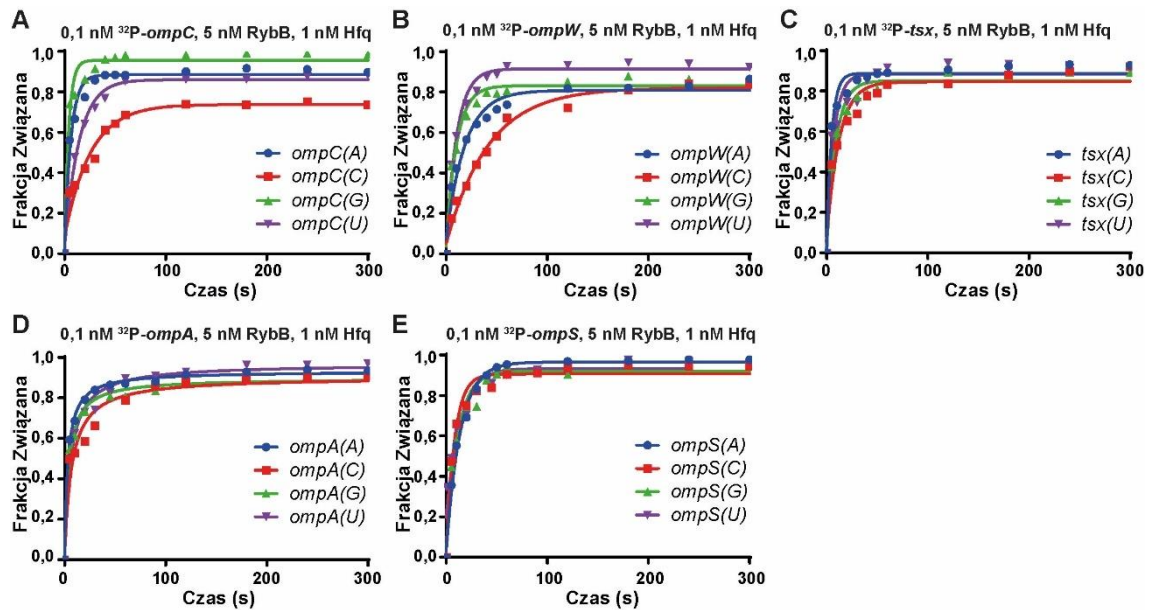 A
0,1 nM ³²P-ompC, 5 nM RybB, 1 nM Hfq
Frakcja Związana
1,0
0,8
0,6
0,4
0,2
0,0
0
100
200
300
Czas (s)
ompC(A)
ompC(C)
ompC(G)
ompC(U)
B
0,1 nM ³²P-ompW, 5 nM RybB, 1 nM Hfq
Frakcja Związana
1,0
0,8
0,6
0,4
0,2
0,0
0
100
200
300
Czas (s)
ompW(A)
ompW(C)
ompW(G)
ompW(U)
C
0,1 nM ³²P-tsx, 5 nM RybB, 1 nM Hfq
Frakcja Związana
1,0
0,8
0,6
0,4
0,2
0,0
0
100
200
300
Czas (s)
tsx(A)
tsx(C)
tsx(G)
tsx(U)
D
0,1 nM ³²P-ompA, 5 nM RybB, 1 nM Hfq
Frakcja Związana
1,0
0,8
0,6
0,4
0,2
0,0
0
100
200
300
Czas (s)
ompA(A)
ompA(C)
ompA(G)
ompA(U)
E
0,1 nM ³²P-ompS, 5 nM RybB, 1 nM Hfq
Frakcja Związana
1,0
0,8
0,6
0,4
0,2
0,0
0
100
200
300
Czas (s)
ompS(A)
ompS(C)
ompS(G)
ompS(U)